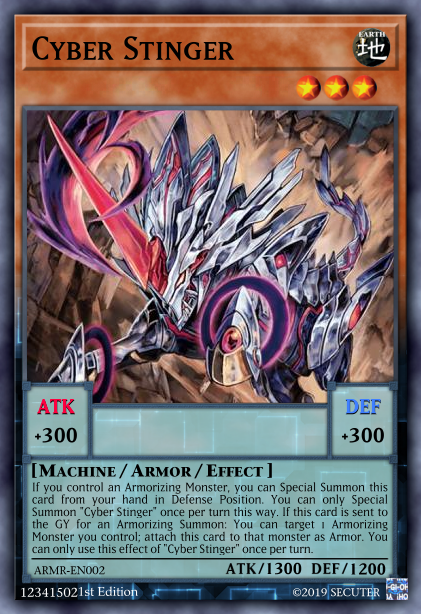 Cyber Stinger
EARTH
地
ATK
+300
DEF
+300
[Machine / Armor / Effect]
If you control an Armorizing Monster, you can Special Summon this
card from your hand in Defense Position. You can only Special
Summon "Cyber Stinger" once per turn this way. If this card is sent to
the GY for an Armorizing Summon: You can target 1 Armorizing
Monster you control; attach this card to that monster as Armor. You
can only use this effect of "Cyber Stinger" once per turn.
ARMR-EN002
ATK/1300 DEF/1200
123415021st Edition
©2019 SECUTER